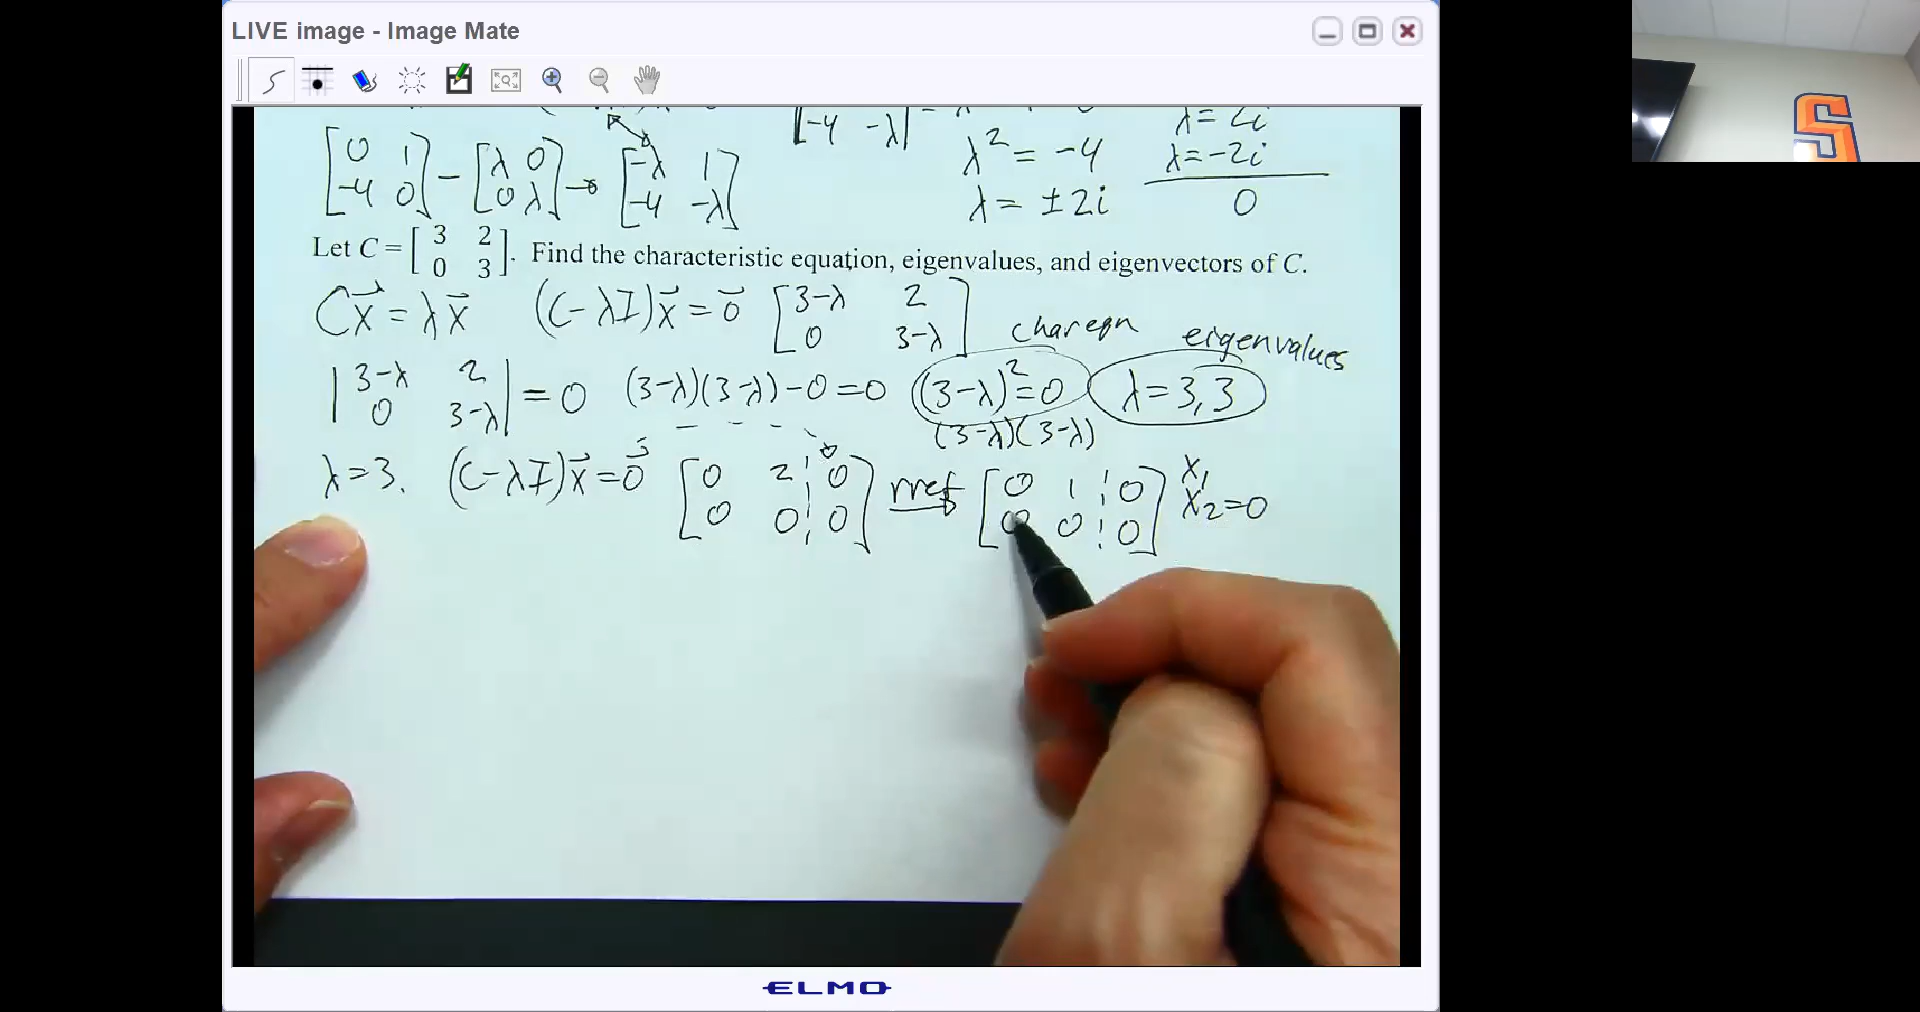 LIVE image - Image Mate
|-4 -λ|
λ² = -4
λ = ±2i
λ = 2i
λ = -2i
0
[0 1; -4 0] - [λ 0; 0 λ] → [-λ 1; -4 -λ]
Let C = [3 2; 0 3]. Find the characteristic equation, eigenvalues, and eigenvectors of C.
Cx⃗ = λx⃗ (C-λI)x⃗ = 0⃗ [3-λ 2; 0 3-λ] char eqn eigenvalues
|3-λ 2; 0 3-λ| = 0 (3-λ)(3-λ)-0=0 (3-λ)²=0 λ=3,3
(3-λ)(3-λ)
λ=3. (C-λI)x⃗=0⃗ [0 2 ¦ 0; 0 0 ¦ 0] rref [0 1 ¦ 0; 0 0 ¦ 0] x₁
x₂=0
ELMO